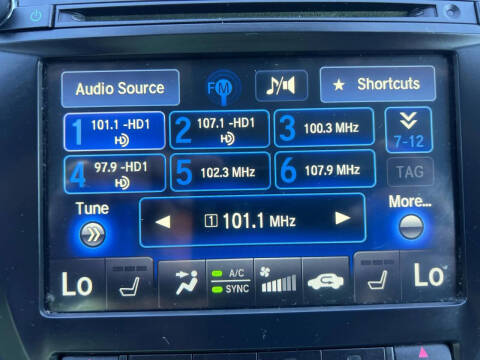 Audio Source
FM
★ Shortcuts
1 101.1 -HD1
2 107.1 -HD1
3 100.3 MHz
7-12
4 97.9 -HD1
5 102.3 MHz
6 107.9 MHz
TAG
Tune
1 101.1 MHz
More...
Lo
A/C
SYNC
Lo